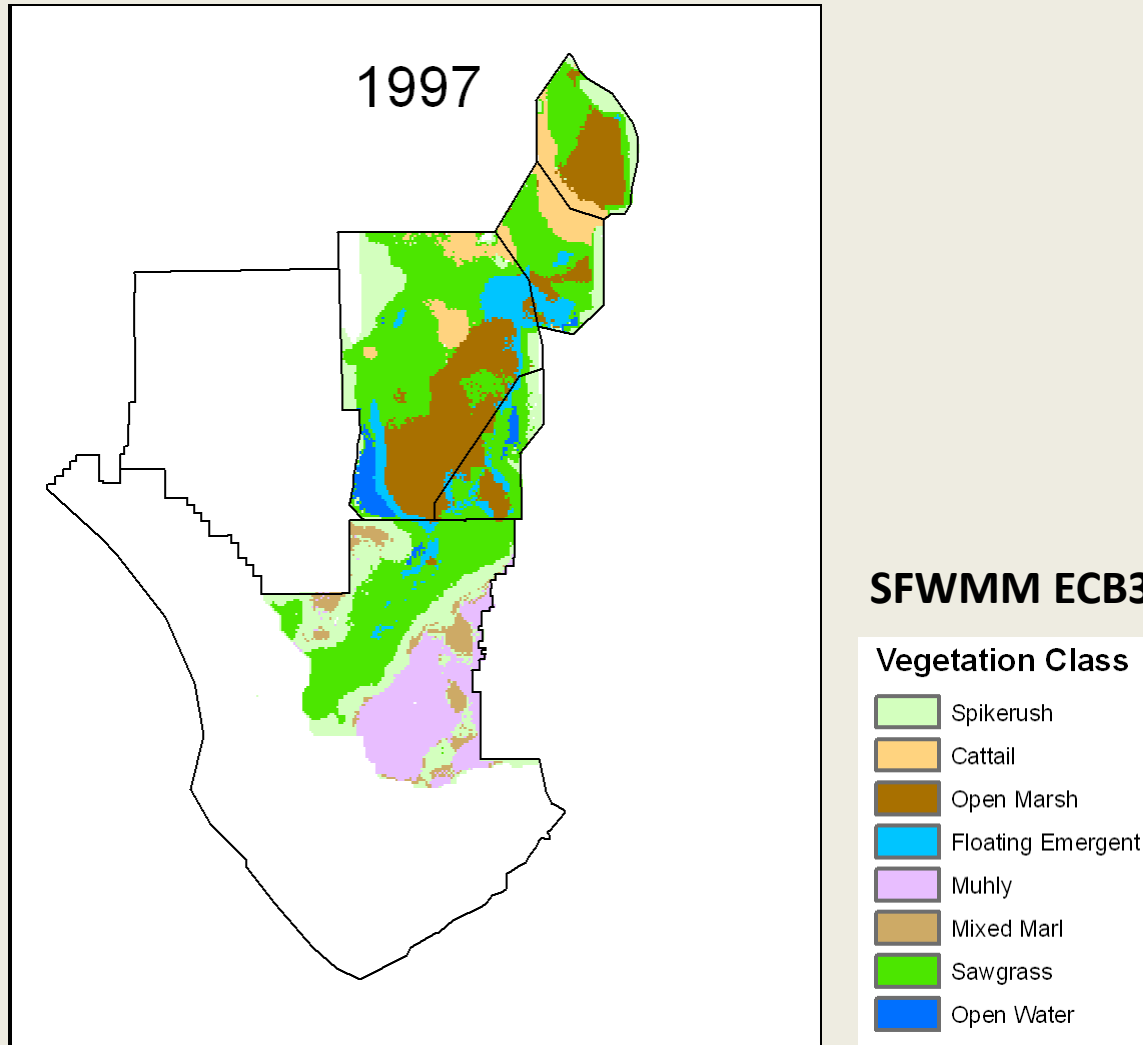 1997
SFWMM ECB3
Vegetation Class
Spikerush
Cattail
Open Marsh
Floating Emergent
Muhly
Mixed Marl
Sawgrass
Open Water